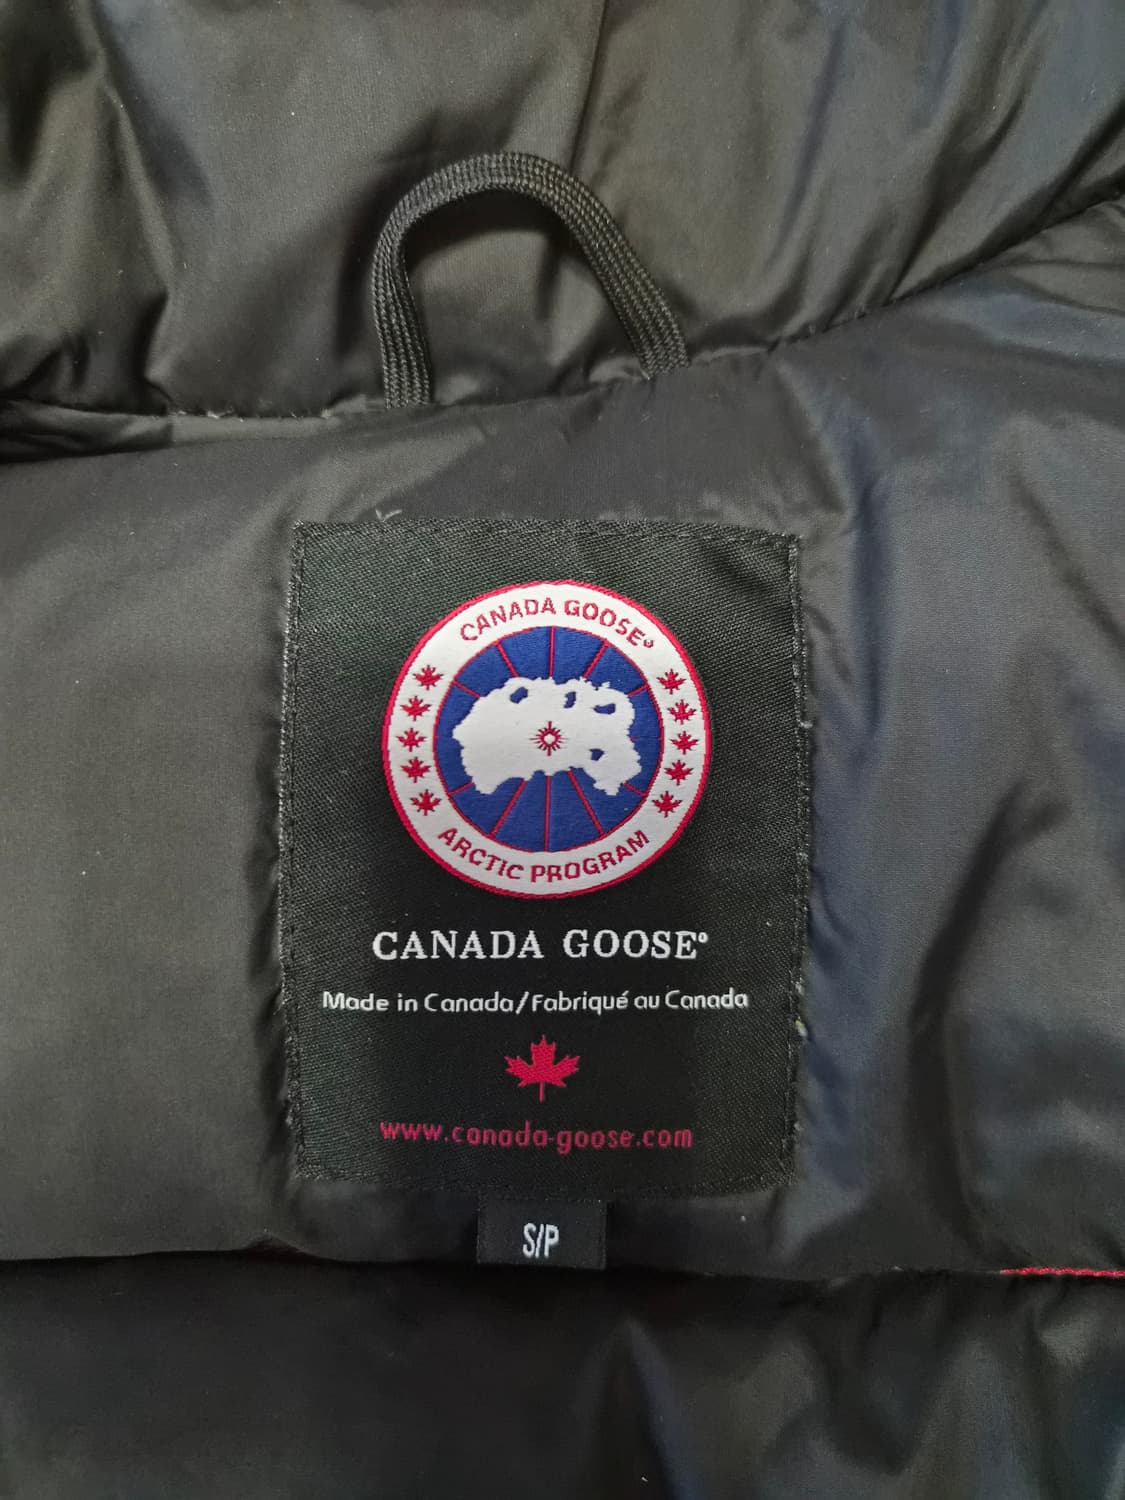 CANADA GOOSE®
ARCTIC PROGRAM
CANADA GOOSE®
Made in Canada/Fabriqué au Canada
www.canada-goose.com
S/P